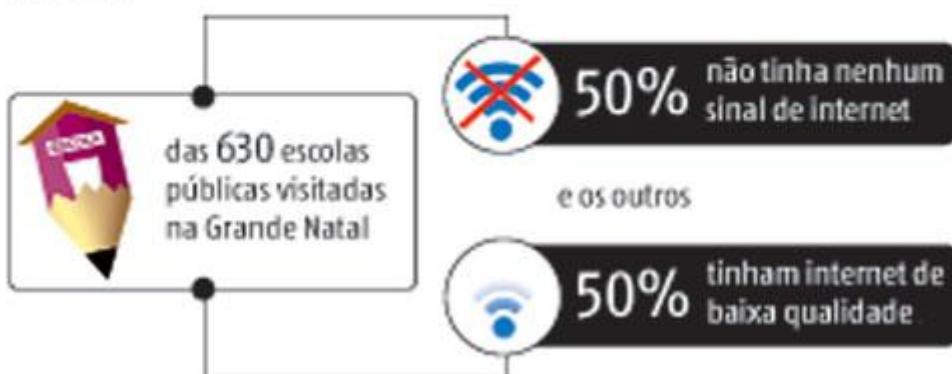 das 630 escolas
públicas visitadas
na Grande Natal
50% não tinha nenhum
sinal de internet
e os outros
50% tinham internet de
baixa qualidade